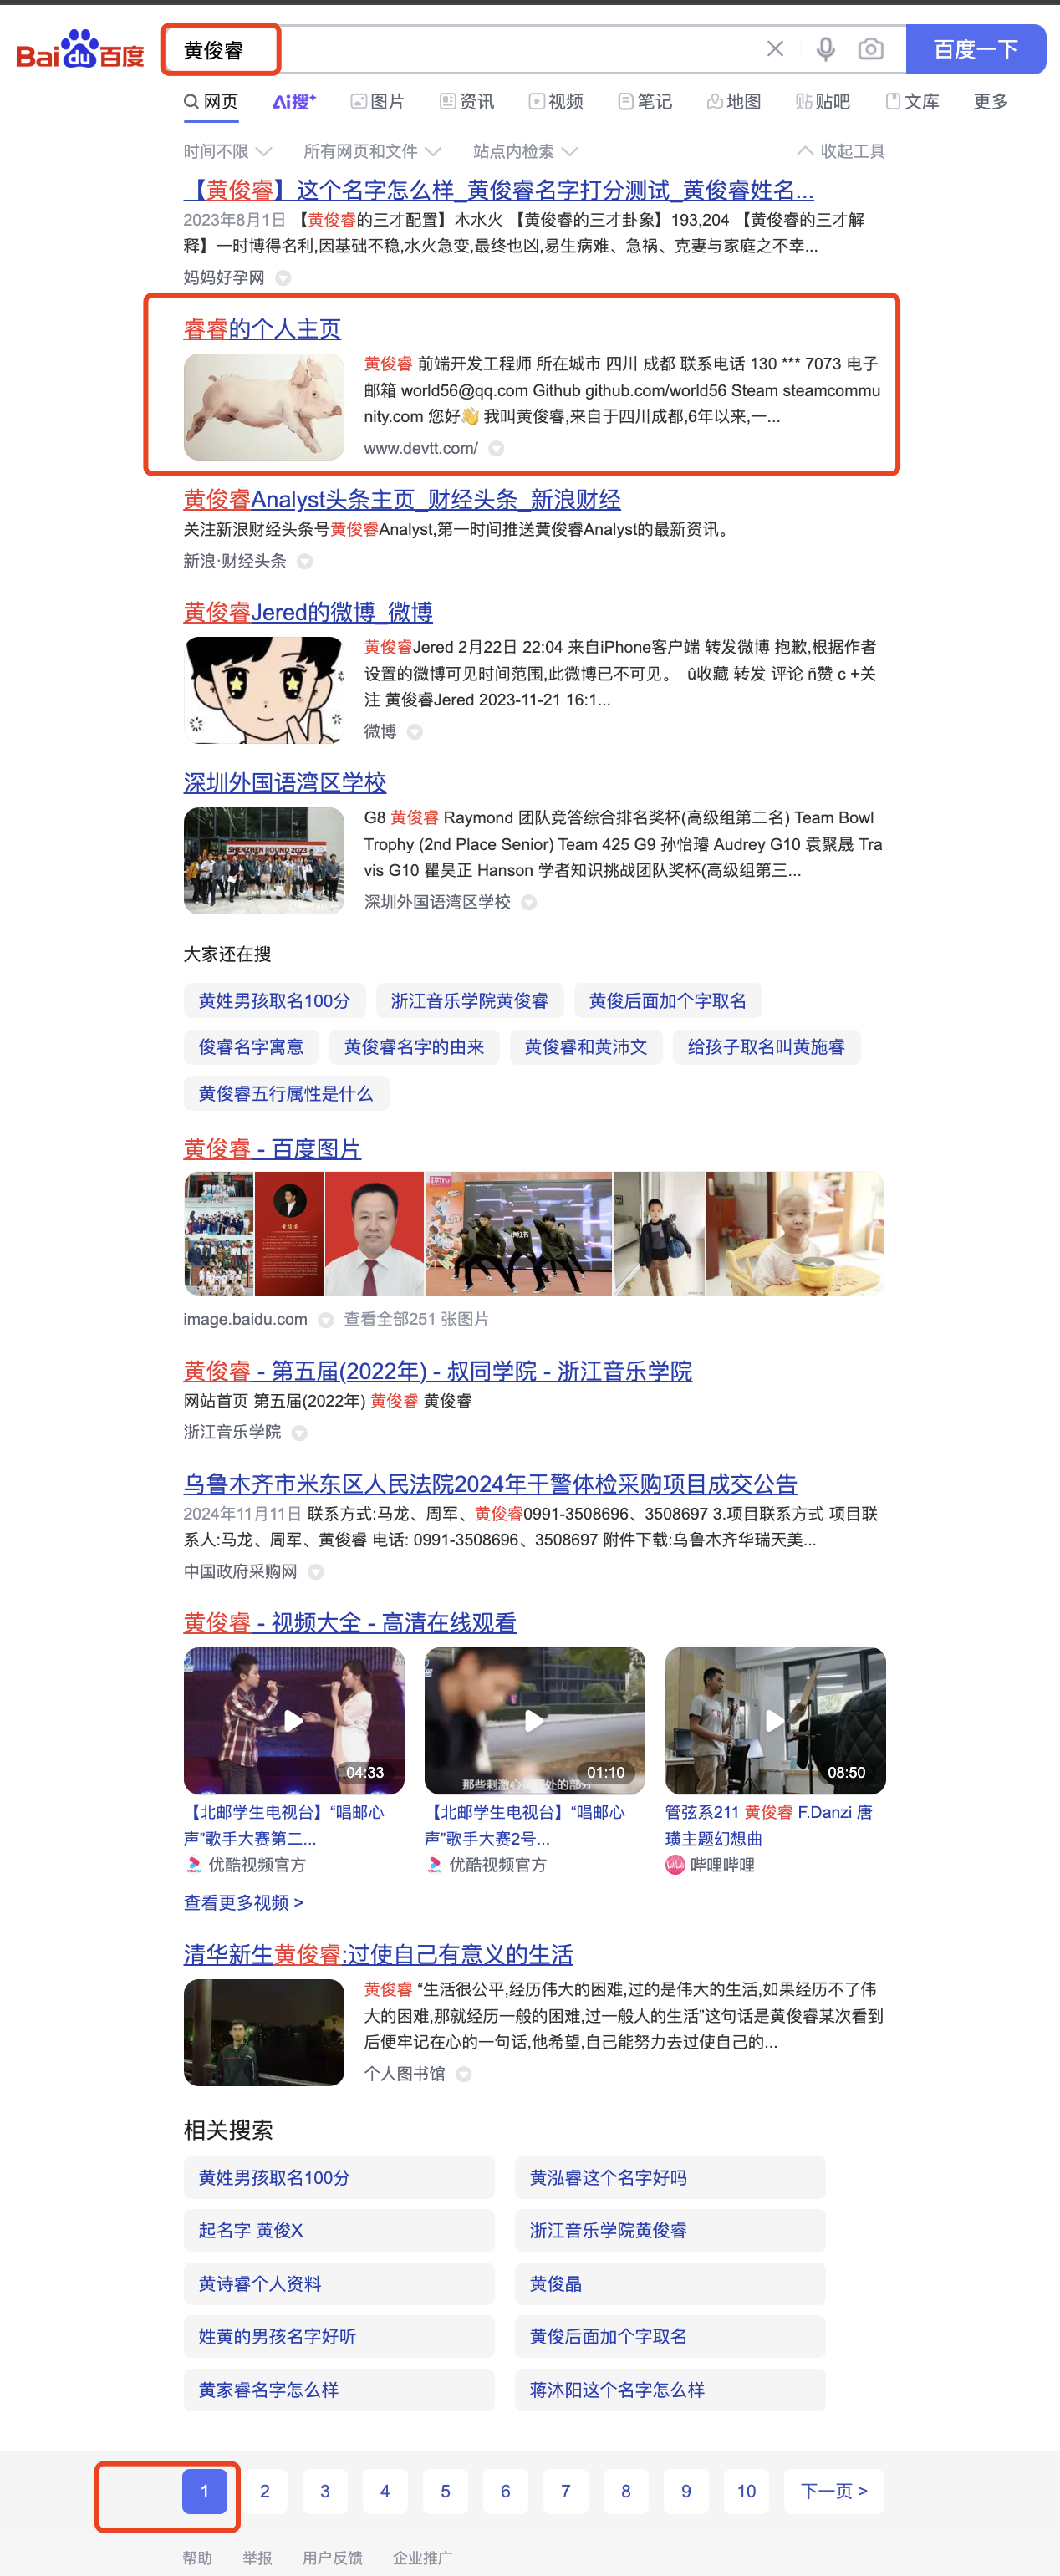 Bai du 百度
黄俊睿
百度一下
网页 Ai搜+ 图片 资讯 视频 笔记 地图 贴吧 文库 更多
时间不限 所有网页和文件 站点内检索 收起工具
【黄俊睿】这个名字怎么样_黄俊睿名字打分测试_黄俊睿姓名...
2023年8月1日 【黄俊睿的三才配置】木水火 【黄俊睿的三才卦象】193,204 【黄俊睿的三才解
释】一时博得名利,因基础不稳,水火急变,最终也凶,易生病难、急祸、克妻与家庭之不幸...
妈妈好孕网
睿睿的个人主页
黄俊睿 前端开发工程师 所在城市 四川 成都 联系电话 130 *** 7073 电子
邮箱 world56@qq.com Github github.com/world56 Steam steamcommu
nity.com 您好👋 我叫黄俊睿,来自于四川成都,6年以来,一...
www.devtt.com/
黄俊睿Analyst头条主页_财经头条_新浪财经
关注新浪财经头条号黄俊睿Analyst,第一时间推送黄俊睿Analyst的最新资讯。
新浪·财经头条
黄俊睿Jered的微博_微博
黄俊睿Jered 2月22日 22:04 来自iPhone客户端 转发微博 抱歉,根据作者
设置的微博可见时间范围,此微博已不可见。 û收藏 转发 评论 ñ赞 c +关
注 黄俊睿Jered 2023-11-21 16:1...
微博
深圳外国语湾区学校
SHENZHEN ROUND 2023
G8 黄俊睿 Raymond 团队竞答综合排名奖杯(高级组第二名) Team Bowl
Trophy (2nd Place Senior) Team 425 G9 孙怡璿 Audrey G10 袁聚晟 Tra
vis G10 瞿昊正 Hanson 学者知识挑战团队奖杯(高级组第三...
深圳外国语湾区学校
大家还在搜
黄姓男孩取名100分 浙江音乐学院黄俊睿 黄俊后面加个字取名
俊睿名字寓意 黄俊睿名字的由来 黄俊睿和黄沛文 给孩子取名叫黄施睿
黄俊睿五行属性是什么
黄俊睿 - 百度图片
image.baidu.com 查看全部251 张图片
黄俊睿 - 第五届(2022年) - 叔同学院 - 浙江音乐学院
网站首页 第五届(2022年) 黄俊睿 黄俊睿
浙江音乐学院
乌鲁木齐市米东区人民法院2024年干警体检采购项目成交公告
2024年11月11日 联系方式:马龙、周军、黄俊睿0991-3508696、3508697 3.项目联系方式 项目联
系人:马龙、周军、黄俊睿 电话: 0991-3508696、3508697 附件下载:乌鲁木齐华瑞天美...
中国政府采购网
黄俊睿 - 视频大全 - 高清在线观看
04:33 01:10 08:50
【北邮学生电视台】“唱邮心
声”歌手大赛第二...
优酷视频官方
【北邮学生电视台】“唱邮心
声”歌手大赛2号...
优酷视频官方
管弦系211 黄俊睿 F.Danzi 唐
璜主题幻想曲
哔哩哔哩
查看更多视频 >
清华新生黄俊睿:过使自己有意义的生活
黄俊睿 “生活很公平,经历伟大的困难,过的是伟大的生活,如果经历不了伟
大的困难,那就经历一般的困难,过一般人的生活”这句话是黄俊睿某次看到
后便牢记在心的一句话,他希望,自己能努力去过使自己的...
个人图书馆
相关搜索
黄姓男孩取名100分 黄泓睿这个名字好吗
起名字 黄俊X 浙江音乐学院黄俊睿
黄诗睿个人资料 黄俊晶
姓黄的男孩名字好听 黄俊后面加个字取名
黄家睿名字怎么样 蒋沐阳这个名字怎么样
1 2 3 4 5 6 7 8 9 10 下一页 >
帮助 举报 用户反馈 企业推广